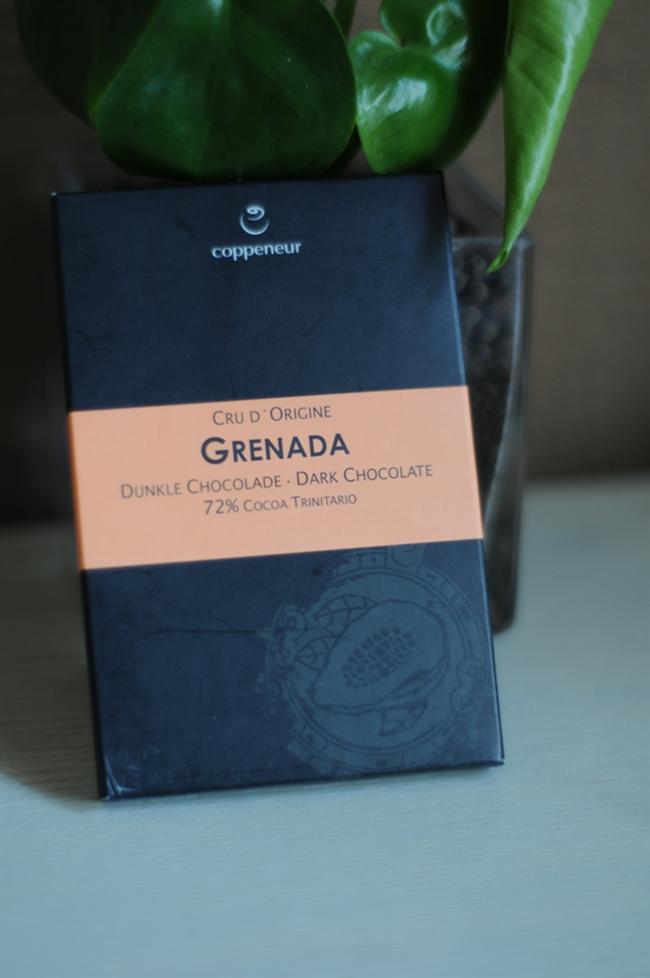 coppeneur
CRU D´ORIGINE
GRENADA
DUNKLE CHOCOLADE · DARK CHOCOLATE
72% COCOA TRINITARIO